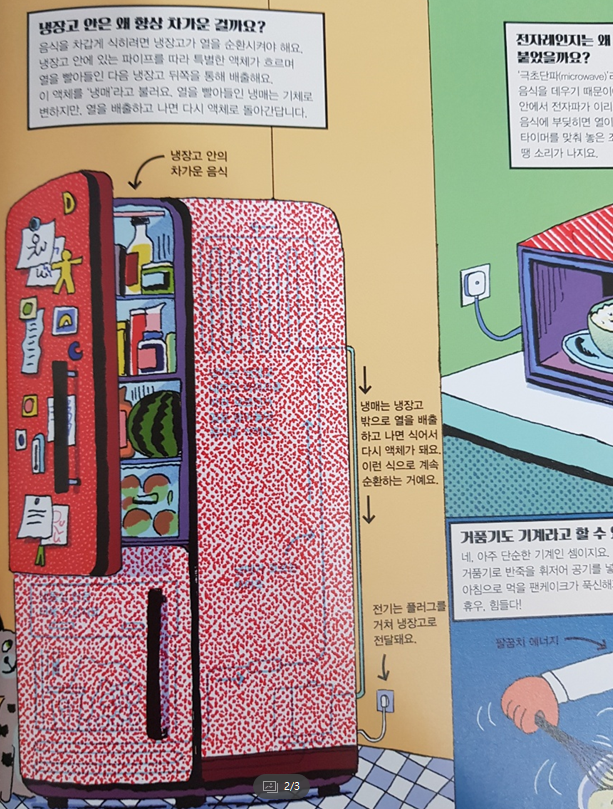 냉장고 안은 왜 항상 차가운 걸까요?
음식을 차갑게 식히려면 냉장고가 열을 순환시켜야 해요.
냉장고 안에 있는 파이프를 따라 특별한 액체가 흐르며
열을 빨아들인 다음 냉장고 뒤쪽을 통해 배출해요.
이 액체를 '냉매'라고 불러요. 열을 빨아들인 냉매는 기체로
변하지만, 열을 배출하고 나면 다시 액체로 돌아간답니다.
냉장고 안의
차가운 음식
D
냉매는 냉장고
밖으로 열을 배출
하고 나면 식어서
다시 액체가 돼요.
이런 식으로 계속
순환하는 거예요.
전기는 플러그를
거쳐 냉장고로
전달돼요.
전자레인지는 왜
붙었을까요?
'극초단파(microwave)'라
음식을 데우기 때문이
안에서 전자파가 이리
음식에 부딪히면 열이
타이머를 맞춰 놓은 조
땡 소리가 나지요.
거품기도 기계라고 할 수
네, 아주 단순한 기계인 셈이지요.
거품기로 반죽을 휘저어 공기를 넣
아침으로 먹을 팬케이크가 푹신해
휴우, 힘들다!
팔꿈치 에너지
2/3